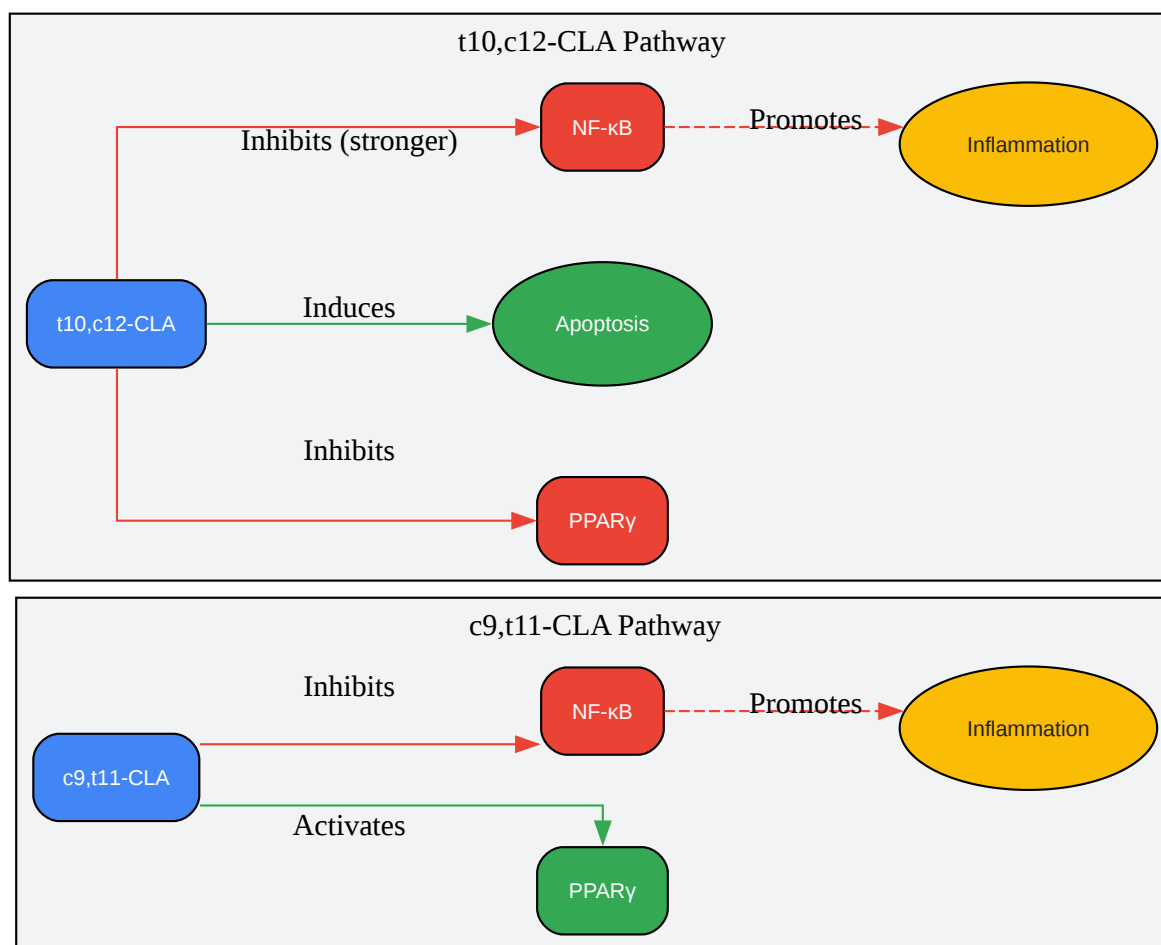 t10,c12-CLA Pathway
NF-κB
Promotes
Inhibits (stronger)
Inflammation
t10,c12-CLA
Induces
Apoptosis
Inhibits
PPARγ
c9,t11-CLA Pathway
Inhibits
NF-κB
Promotes
Inflammation
c9,t11-CLA
Activates
PPARγ